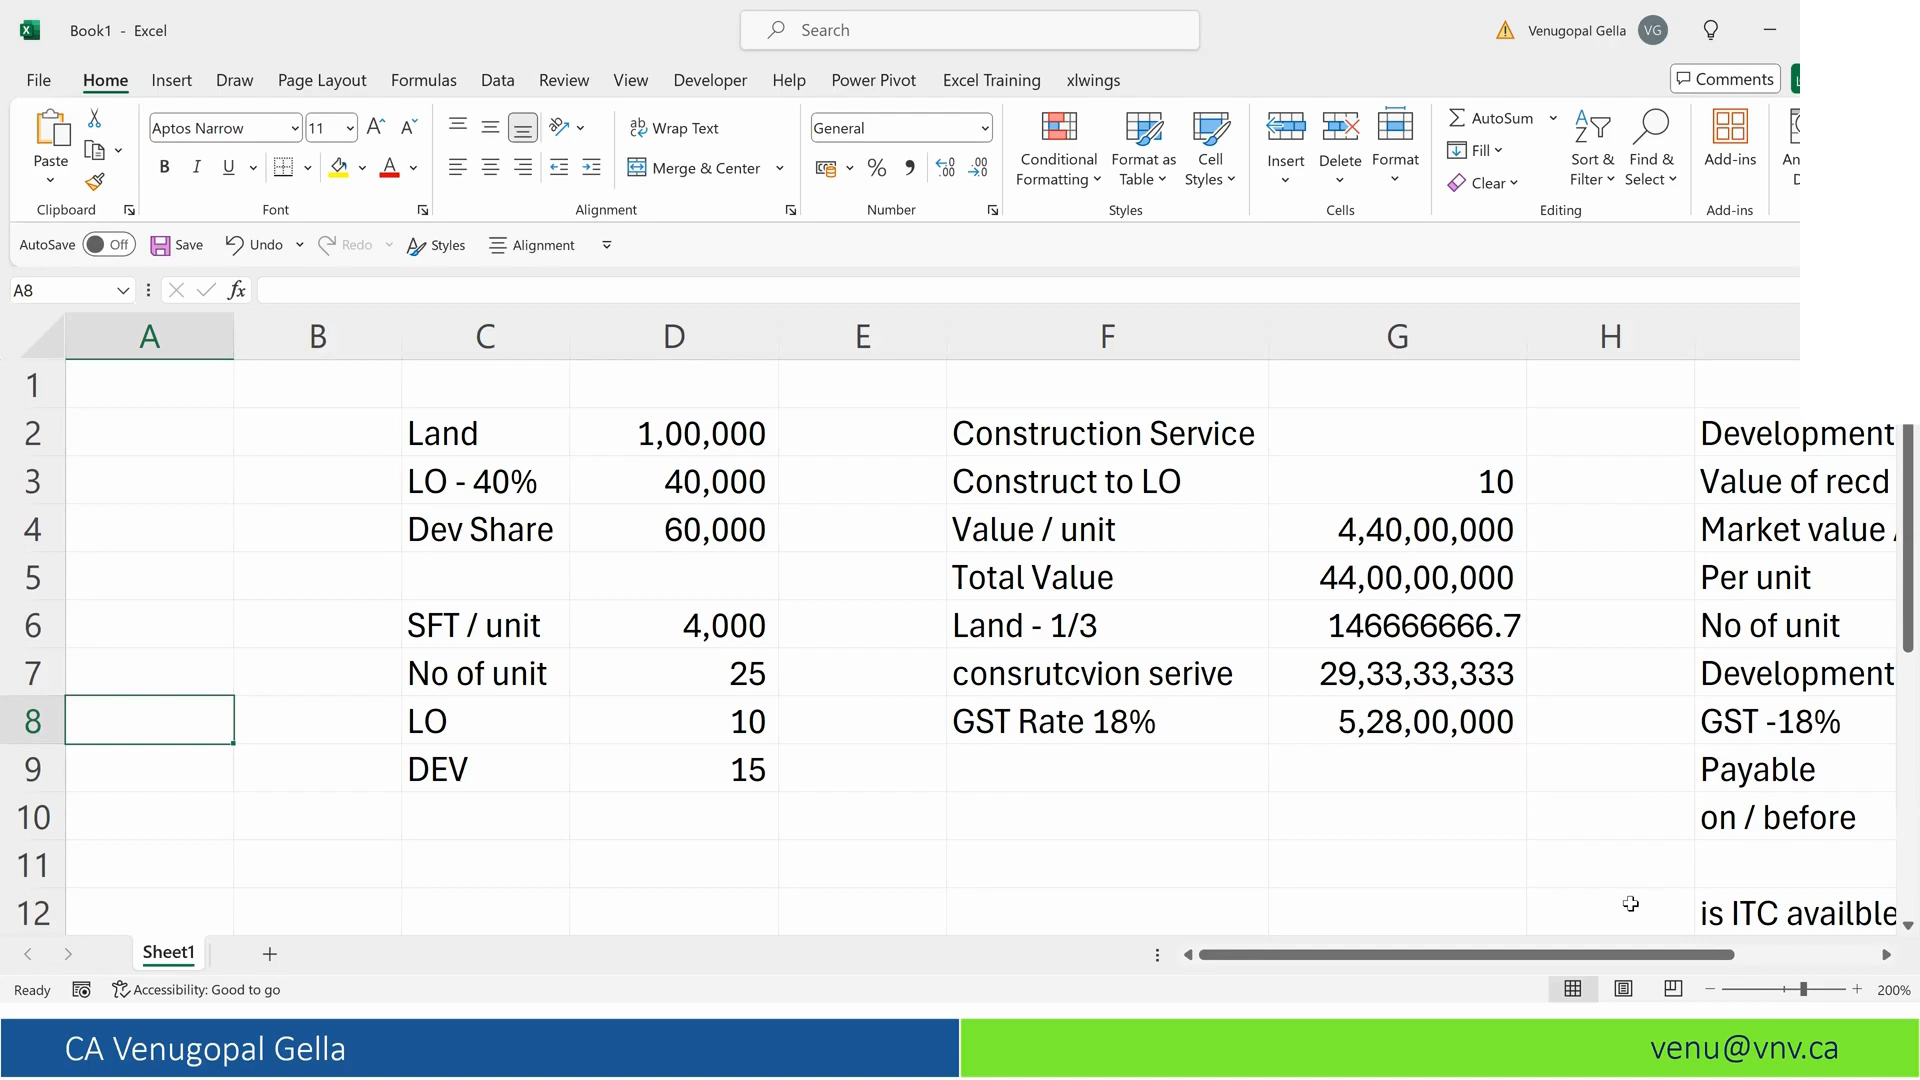 Book1 - Excel
Search
Venugopal Gella VG
File Home Insert Draw Page Layout Formulas Data Review View Developer Help Power Pivot Excel Training xlwings
Comments
Paste
Aptos Narrow 11
Wrap Text
Merge & Center
General
Conditional Formatting
Format as Table
Cell Styles
Insert
Delete
Format
AutoSum
Fill
Clear
Sort & Filter
Find & Select
Add-ins
Clipboard Font Alignment Number Styles Cells Editing Add-ins
AutoSave Off Save Undo Redo Styles Alignment
A8 fx
A B C D E F G H
1
2 Land 1,00,000 Construction Service Development
3 LO - 40% 40,000 Construct to LO 10 Value of recd
4 Dev Share 60,000 Value / unit 4,40,00,000 Market value /
5 Total Value 44,00,00,000 Per unit
6 SFT / unit 4,000 Land - 1/3 146666666.7 No of unit
7 No of unit 25 consrutcvion serive 29,33,33,333 Development
8 LO 10 GST Rate 18% 5,28,00,000 GST -18%
9 DEV 15 Payable
10 on / before
11
12 is ITC availble
Sheet1
Ready Accessibility: Good to go 200%
CA Venugopal Gella venu@vnv.ca